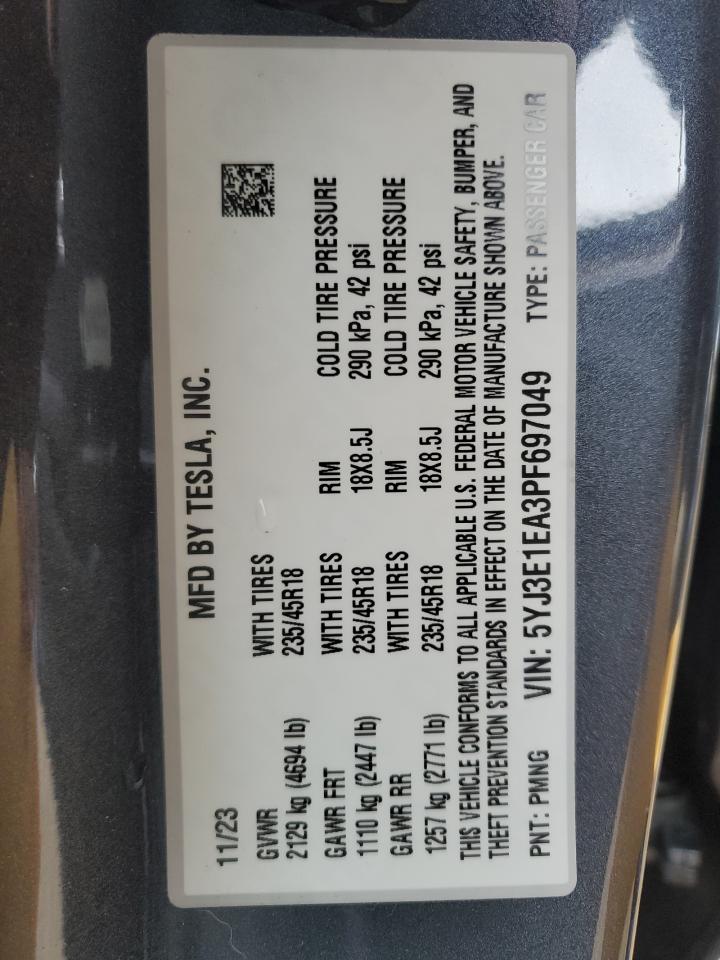 MFD BY TESLA, INC.
11/23
GVWR WITH TIRES
2129 kg (4694 lb) 235/45R18
GAWR FRT WITH TIRES RIM COLD TIRE PRESSURE
1110 kg (2447 lb) 235/45R18 18X8.5J 290 kPa, 42 psi
GAWR RR WITH TIRES RIM COLD TIRE PRESSURE
1257 kg (2771 lb) 235/45R18 18X8.5J 290 kPa, 42 psi
THIS VEHICLE CONFORMS TO ALL APPLICABLE U.S. FEDERAL MOTOR VEHICLE SAFETY, BUMPER, AND
THEFT PREVENTION STANDARDS IN EFFECT ON THE DATE OF MANUFACTURE SHOWN ABOVE.
PNT: PMNG VIN: 5YJ3E1EA3PF697049 TYPE: PASSENGER CAR